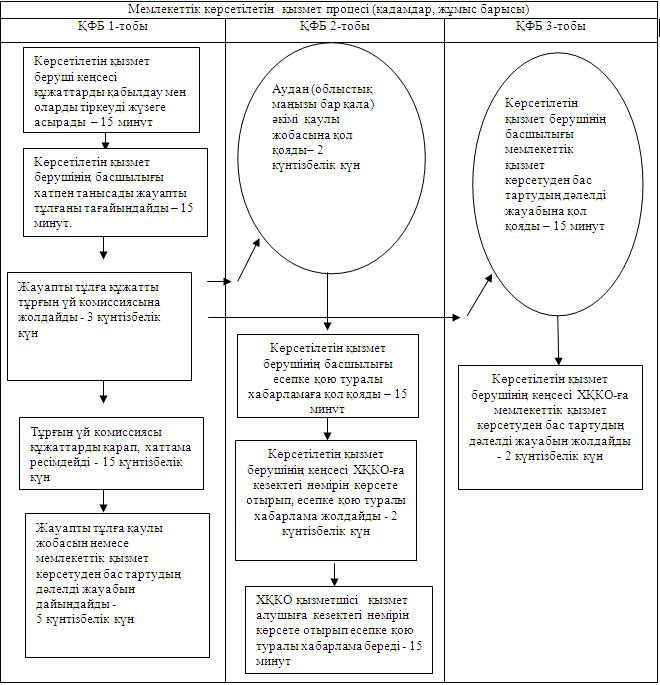 Мемлекеттік көрсетілетін қызмет процесі (қадамдар, жұмыс барысы)
ҚФБ 1-тобы
Көрсетілетін қызмет
беруші кеңсесі
құжаттарды қабылдау мен
оларды тіркеуді жүзеге
асырады – 15 минут
Көрсетілетін қызмет
берушінің басшылығы
хатпен танысады жауапты
тұлғаны тағайындайды – 15
минут.
Жауапты тұлға құжатты
тұрғын үй комиссиясына
жолдайды - 3 күнтізбелік
күн
Тұрғын үй комиссиясы
құжаттарды қарап, хаттама
ресімдейді - 15 күнтізбелік
күн
Жауапты тұлға қаулы
жобасын немесе
мемлекеттік қызмет
көрсетуден бас тартудың
дәлелді жауабын
дайындайды -
5 күнтізбелік күн
ҚФБ 2-тобы
Аудан (облыстық
маңызы бар қала)
әкімі қаулы
жобасына қол
қояды– 2
күнтізбелік күн
Көрсетілетін қызмет
берушінің басшылығы
есепке қою туралы
хабарламаға қол қояды – 15
минут
Көрсетілетін қызмет
берушінің кеңсесі ХҚКО-ға
кезектегі нөмірін көрсете
отырып, есепке қою туралы
хабарлама жолдайды - 2
күнтізбелік күн
ХҚКО қызметшісі қызмет
алушыға кезектегі нөмірін
көрсете отырып есепке қою
туралы хабарлама береді - 15
минут
ҚФБ 3-тобы
Көрсетілетін
қызмет берушінің
басшылығы
мемлекеттік
қызмет
көрсетуден бас
тартудың дәлелді
жауабына қол
қояды – 15 минут
Көрсетілетін қызмет
берушінің кеңсесі ХҚКО-ға
мемлекеттік қызмет
көрсетуден бас тартудың
дәлелді жауабын жолдайды
- 2 күнтізбелік күн